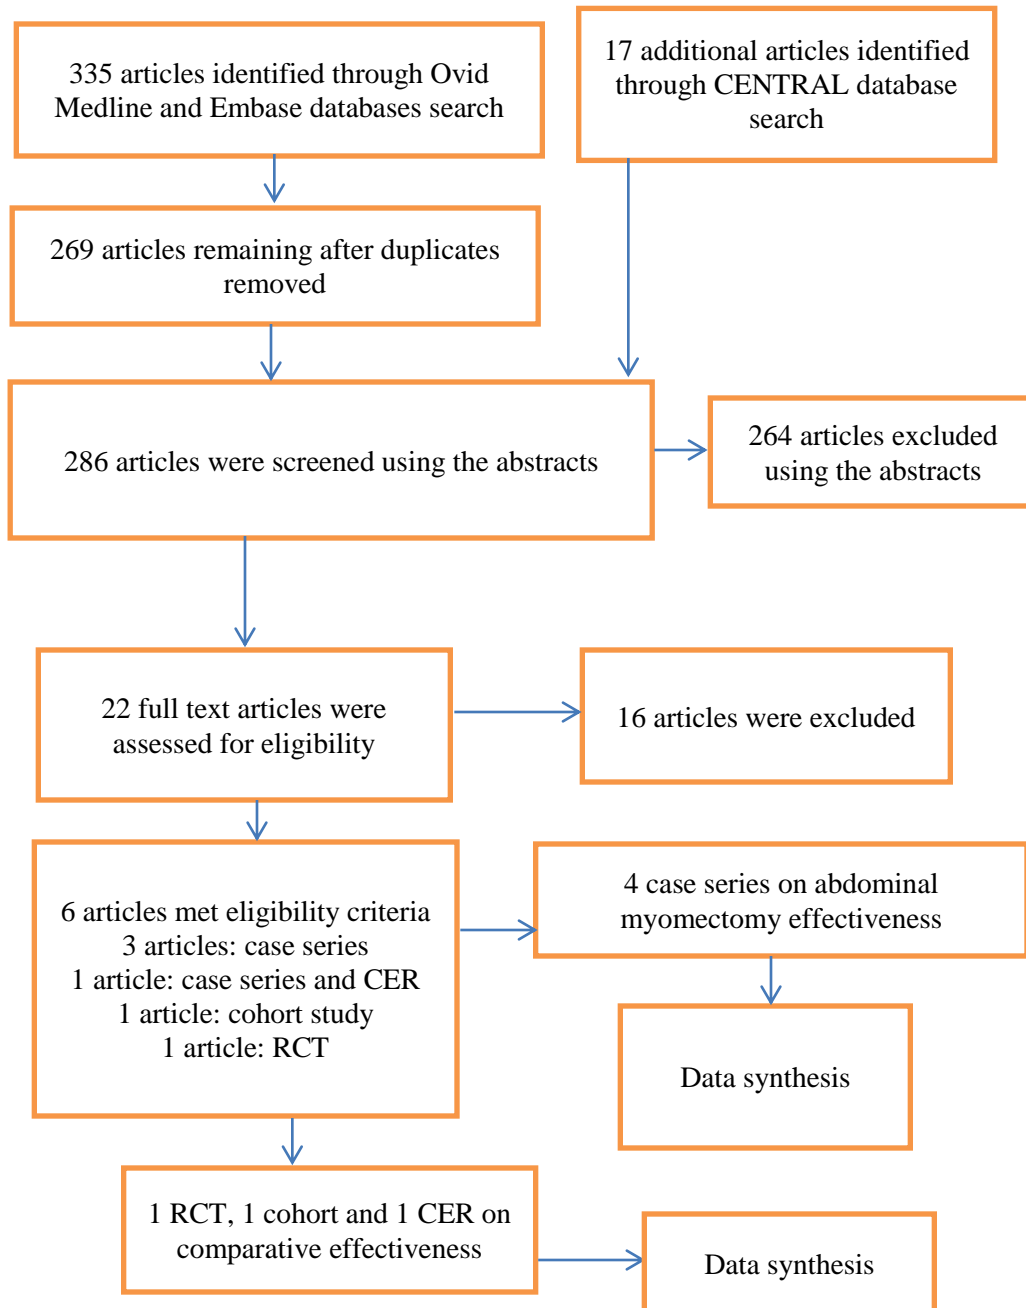 335 articles identified through Ovid
Medline and Embase databases search
17 additional articles identified
through CENTRAL database
search
269 articles remaining after duplicates
removed
286 articles were screened using the abstracts
264 articles excluded
using the abstracts
22 full text articles were
assessed for eligibility
16 articles were excluded
6 articles met eligibility criteria
3 articles: case series
1 article: case series and CER
1 article: cohort study
1 article: RCT
4 case series on abdominal
myomectomy effectiveness
Data synthesis
1 RCT, 1 cohort and 1 CER on
comparative effectiveness
Data synthesis